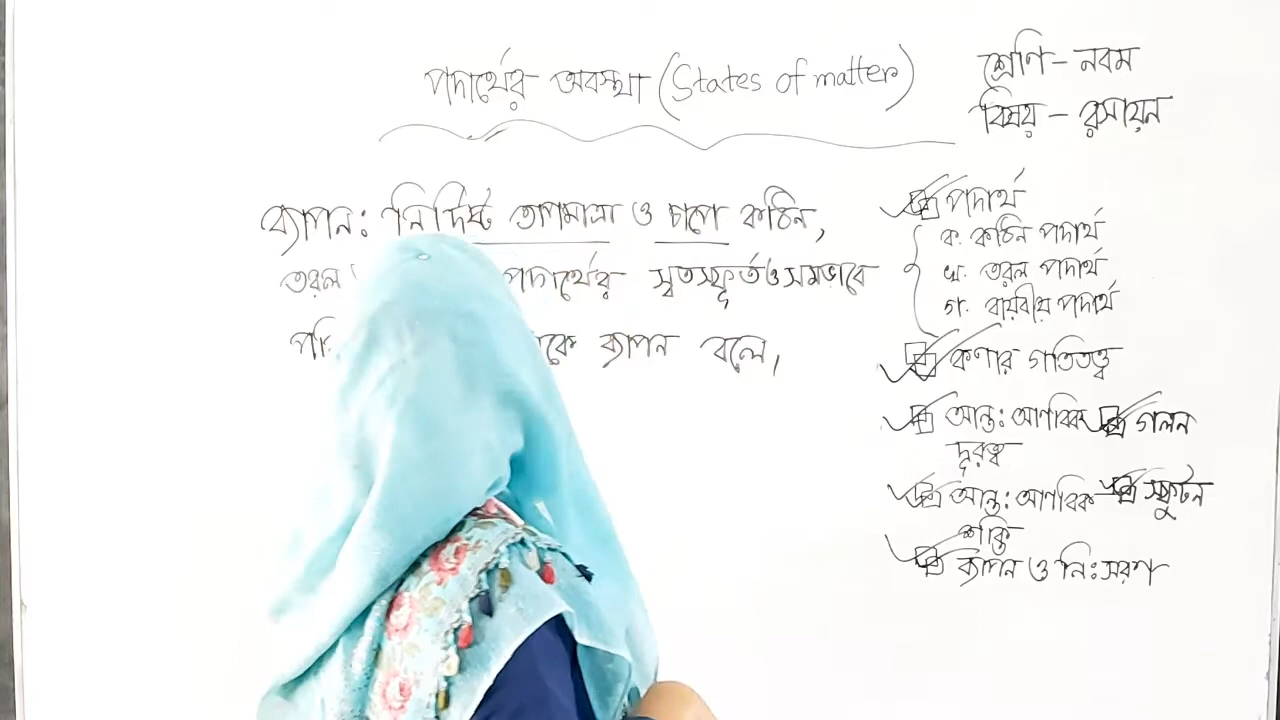 পদার্থের অবস্থা (States of matter)
শ্রেণি - নবম
বিষয় - রসায়ন
ব্যাপন: নির্দিষ্ট তাপমাত্রা ও চাপে কঠিন,
তরল পদার্থের স্বতস্ফূর্ত ও সমভাবে
কে ব্যাপন বলে,
পদার্থ
ক. কঠিন পদার্থ
খ. তরল পদার্থ
গ. বায়বীয় পদার্থ
কণার গতিতত্ত্ব
আন্ত: আণবিক
দূরত্ব
গলন
আন্ত: আণবিক
শক্তি
স্ফুটন
ব্যাপন ও নিঃসরণ